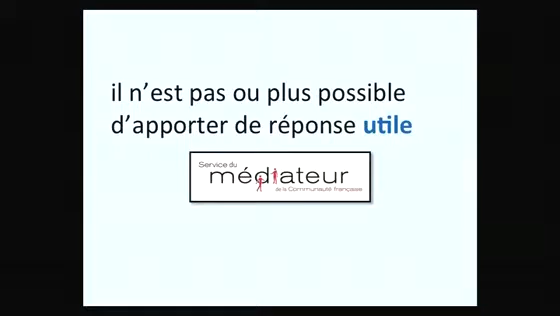 il n’est pas ou plus possible
d’apporter de réponse utile
Service du
médiateur
de la Communauté française